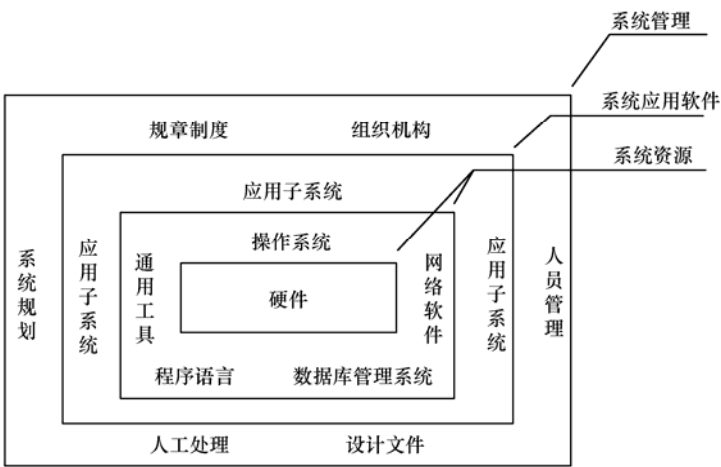 系统管理
系统应用软件
系统资源
规章制度
组织机构
应用子系统
操作系统
系统规划
应用子系统
通用工具
硬件
网络软件
应用子系统
人员管理
程序语言
数据库管理系统
人工处理
设计文件